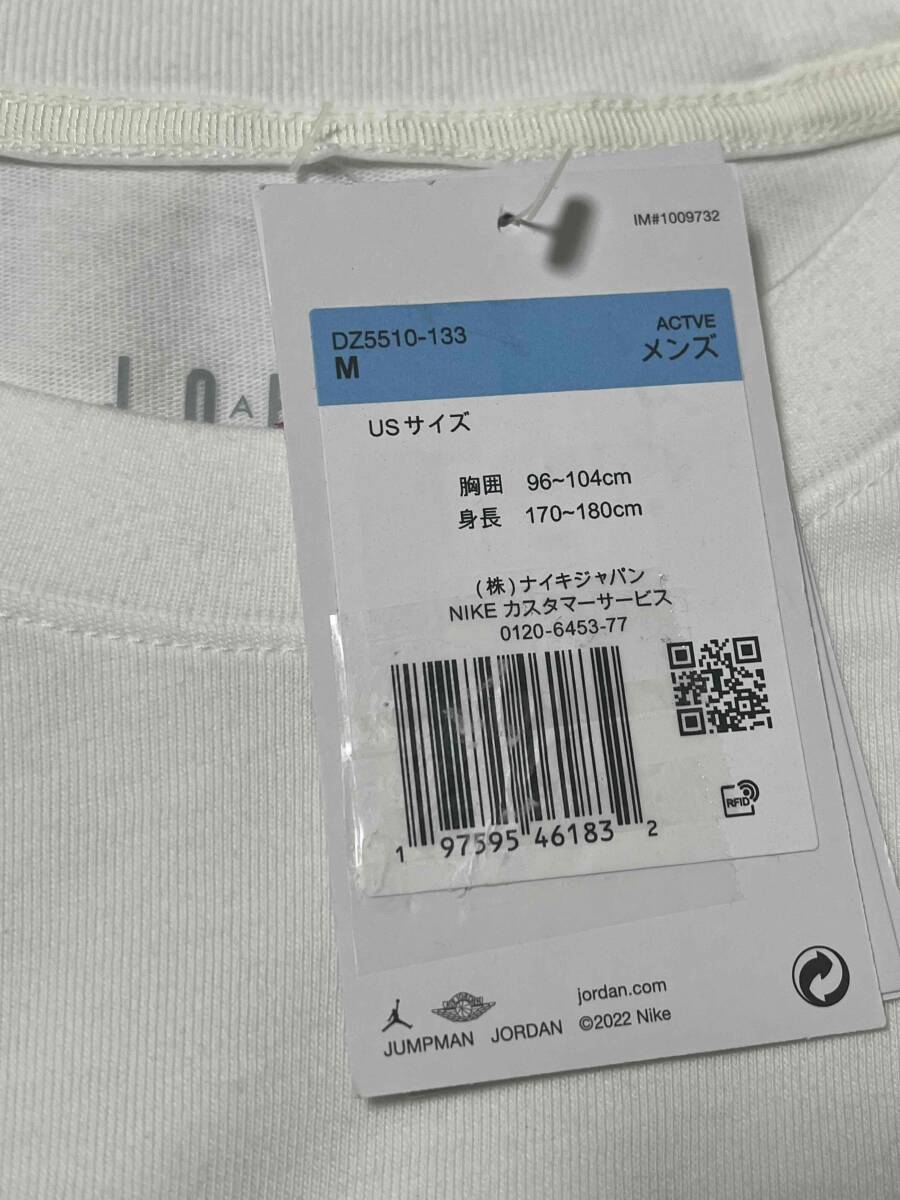 IM#1009732
DZ5510-133
M
ACTVE
メンズ
USサイズ
胸囲 96~104cm
身長 170~180cm
(株)ナイキジャパン
NIKE カスタマーサービス
0120-6453-77
1 97595 46183 2
RFID
jordan.com
JUMPMAN JORDAN ©2022 Nike